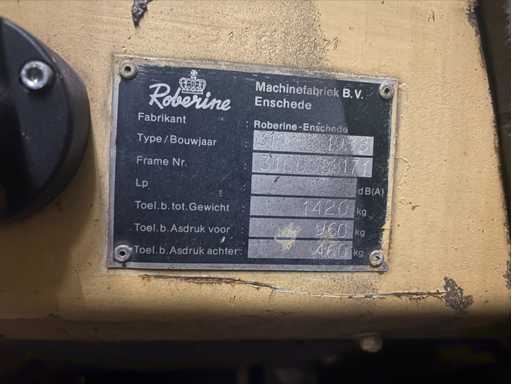 Roberine
Machinefabriek B.V.
Enschede
Fabrikant : Roberine-Enschede
Type/Bouwjaar :
Frame Nr. :
Lp : dB(A)
Toel.b.tot.Gewicht : 1420 kg
Toel.b.Asdruk voor : 960 kg
Toel.b.Asdruk achter: 460 kg